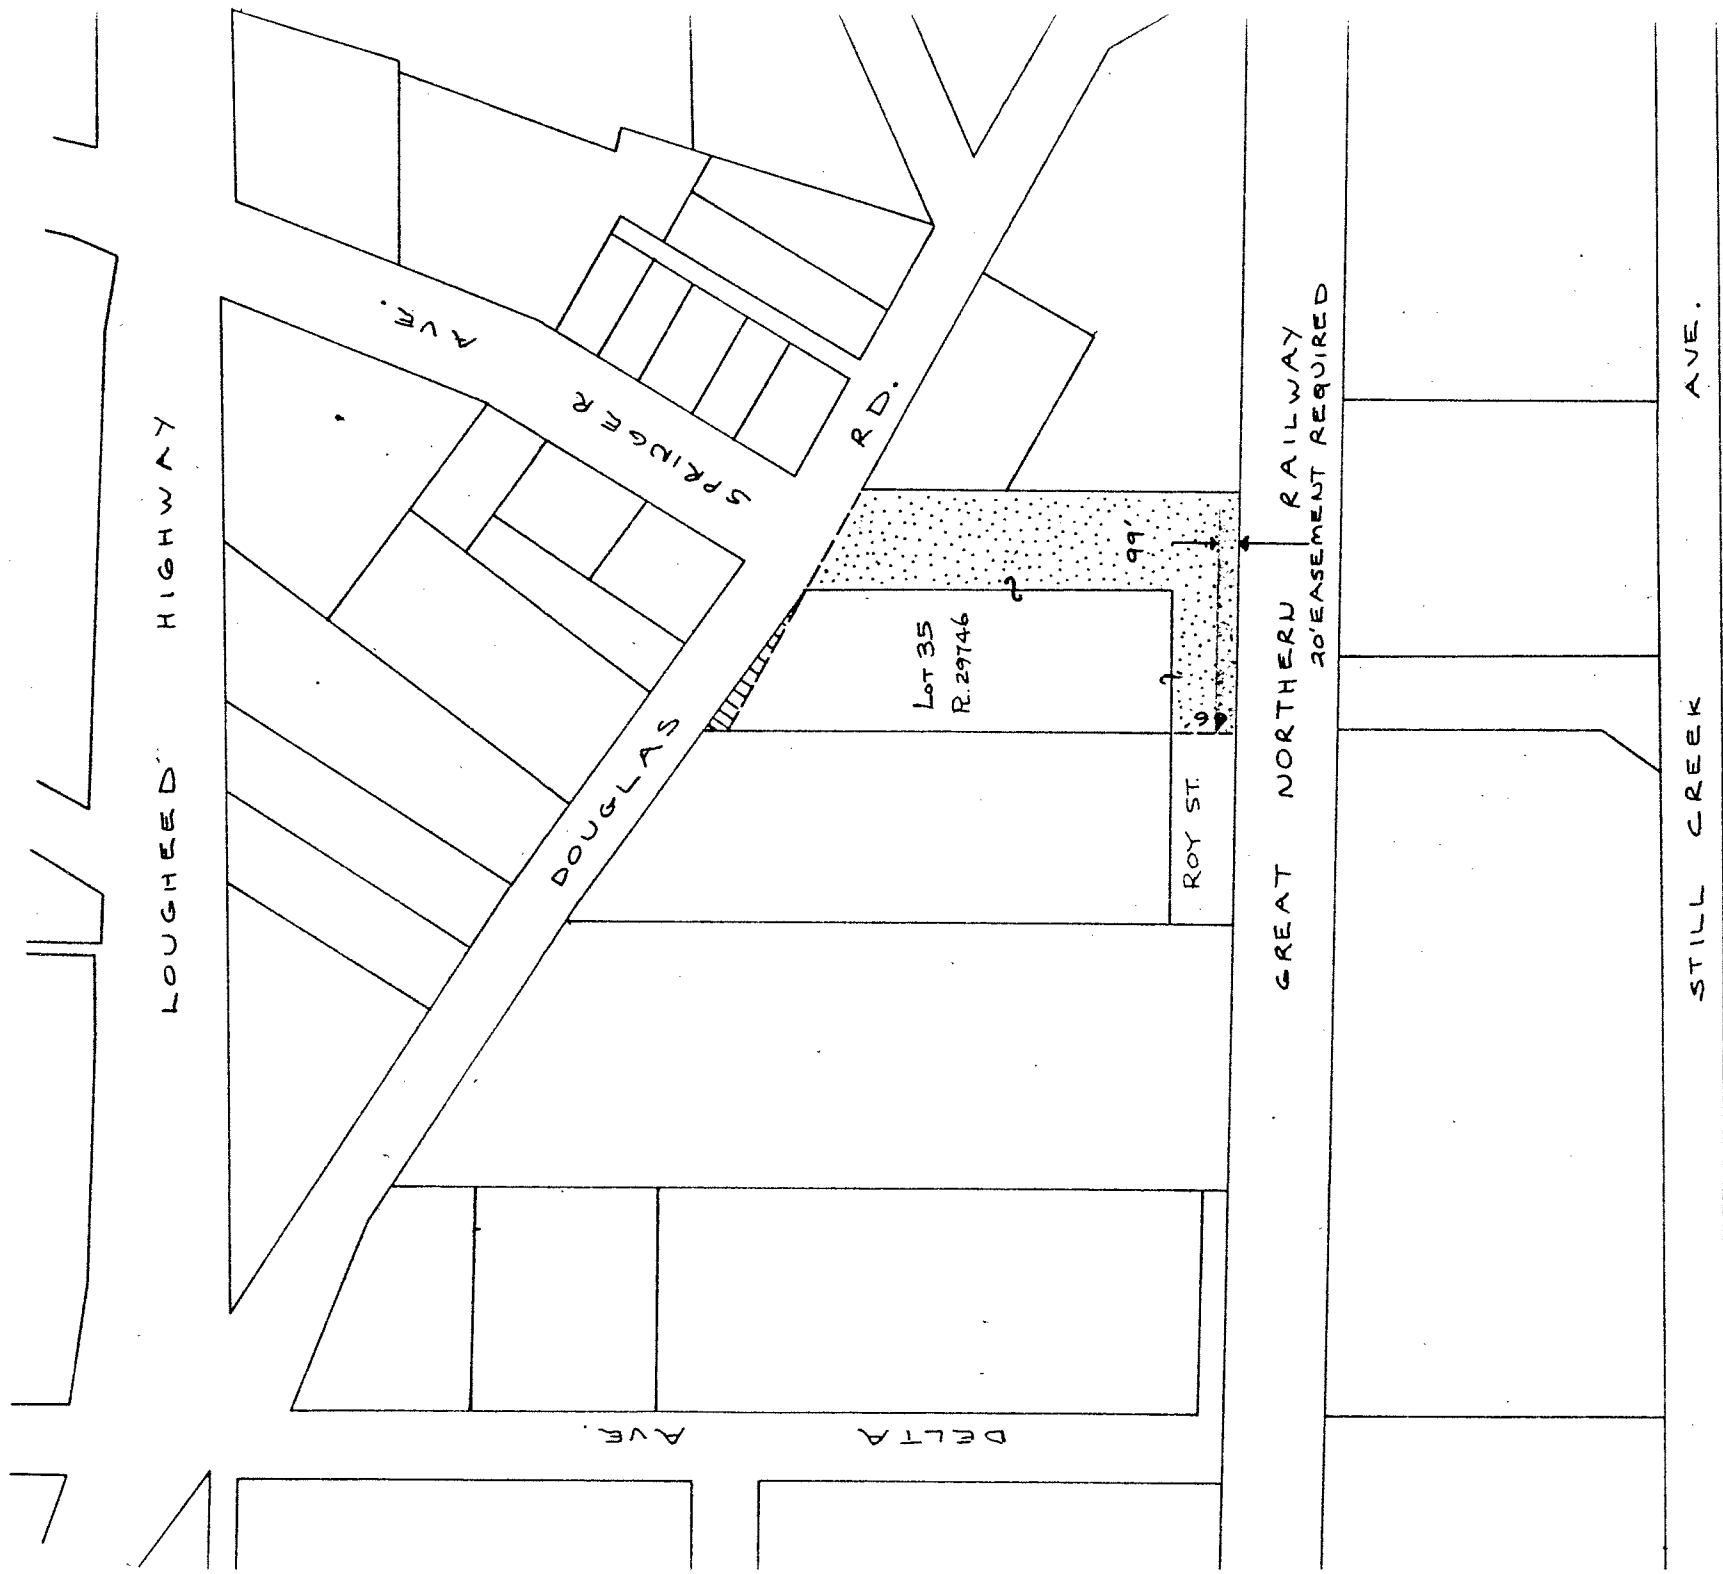 LOUGHEED HIGHWAY
SPRINGER AVE.
DOUGLAS RD.
Lot 35
R.29746
99'
ROY ST.
GREAT NORTHERN RAILWAY
20' EASEMENT REQUIRED
DELTA AVE.
STILL CREEK AVE.